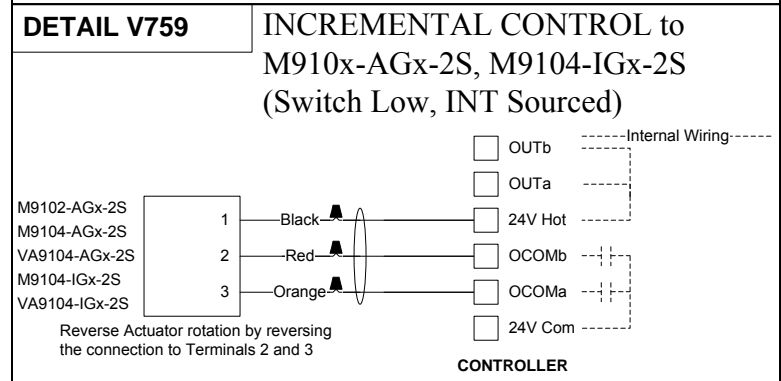 DETAIL V759
INCREMENTAL CONTROL to
M910x-AGx-2S, M9104-IGx-2S
(Switch Low, INT Sourced)
Internal Wiring
OUTb
OUTa
M9102-AGx-2S
M9104-AGx-2S
VA9104-AGx-2S
M9104-IGx-2S
VA9104-IGx-2S
1 Black 24V Hot
2 Red OCOMb
3 Orange OCOMa
24V Com
Reverse Actuator rotation by reversing
the connection to Terminals 2 and 3
CONTROLLER